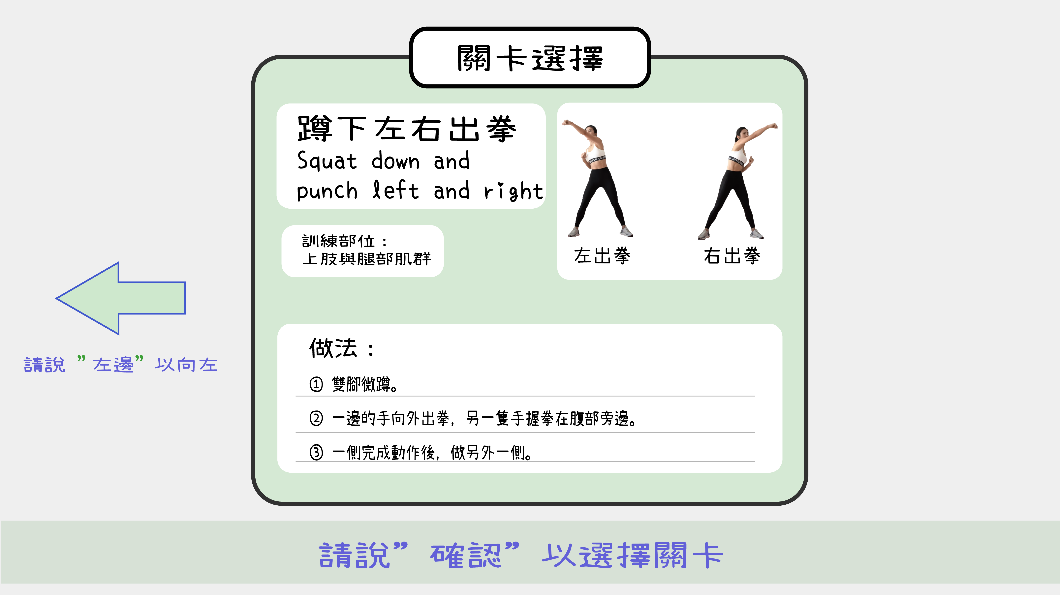 關卡選擇
蹲下左右出拳
Squat down and
punch left and right
訓練部位：
上肢與腿部肌群
左出拳
右出拳
請說 ”左邊” 以向左
做法：
① 雙腳微蹲。
② 一邊的手向外出拳，另一隻手握拳在腹部旁邊。
③ 一側完成動作後，做另外一側。
請說”確認”以選擇關卡